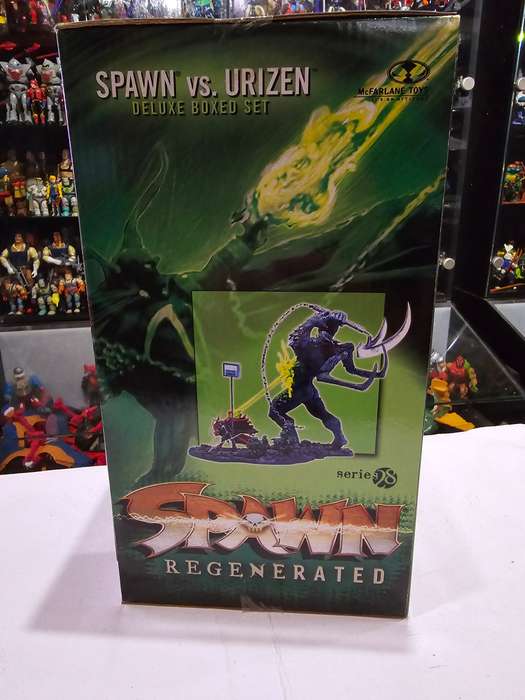 SPAWN™ vs. URIZEN™
DELUXE BOXED SET
McFARLANE TOYS
series 28
SPAWN
REGENERATED